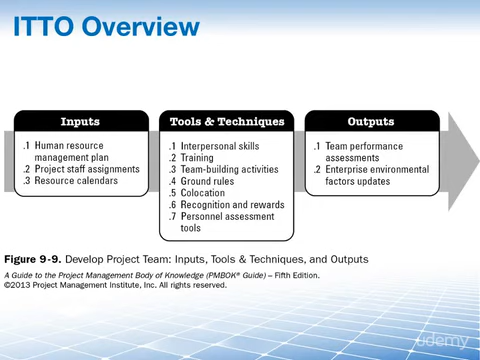 ITTO Overview
Inputs
.1 Human resource
management plan
.2 Project staff assignments
.3 Resource calendars
Tools & Techniques
.1 Interpersonal skills
.2 Training
.3 Team-building activities
.4 Ground rules
.5 Colocation
.6 Recognition and rewards
.7 Personnel assessment
tools
Outputs
.1 Team performance
assessments
.2 Enterprise environmental
factors updates
Figure 9-9. Develop Project Team: Inputs, Tools & Techniques, and Outputs
A Guide to the Project Management Body of Knowledge (PMBOK® Guide) – Fifth Edition.
©2013 Project Management Institute, Inc. All rights reserved.
udemy